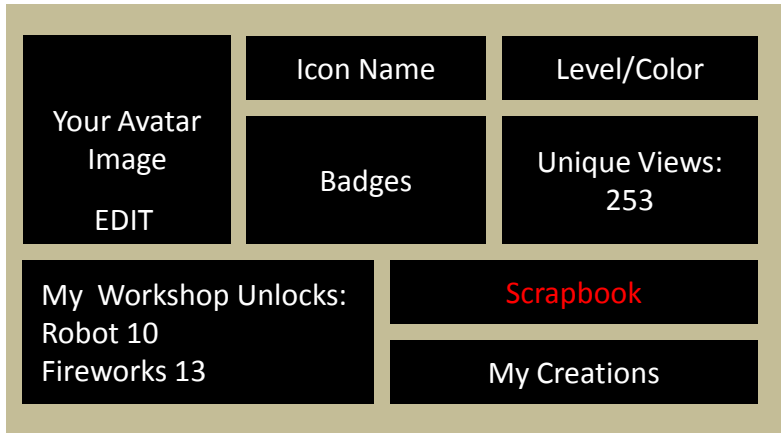 Your Avatar
Image
EDIT
Icon Name
Level/Color
Badges
Unique Views:
253
My Workshop Unlocks:
Robot 10
Fireworks 13
Scrapbook
My Creations